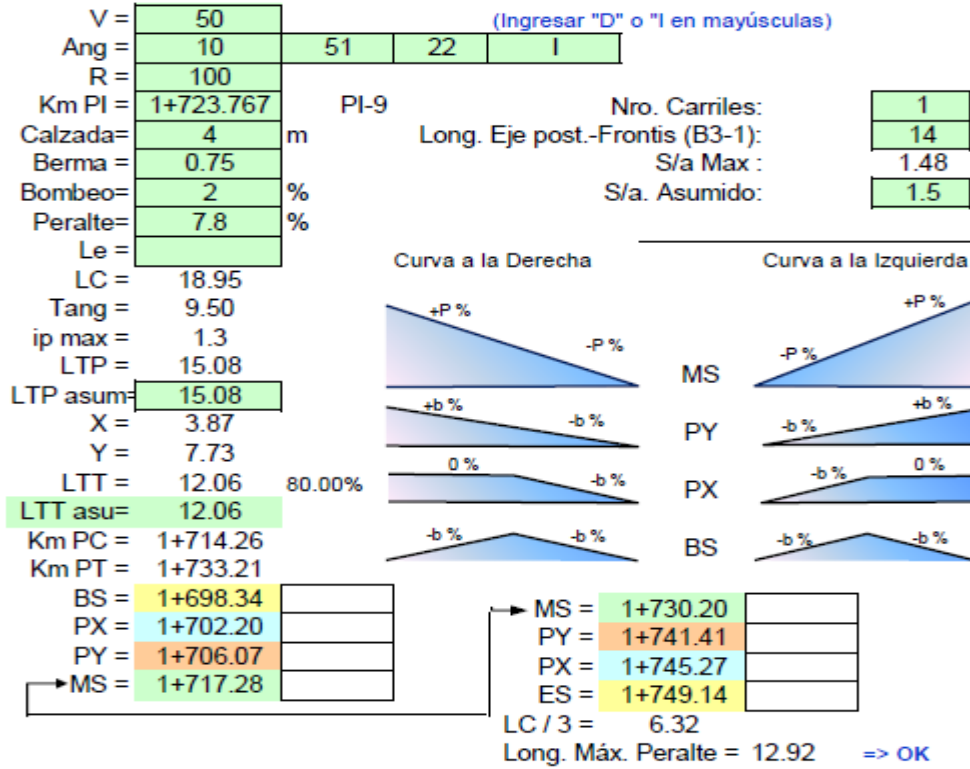 V = 50 (Ingresar "D" o "I en mayúsculas)
Ang = 10 51 22 I
R = 100
Km PI = 1+723.767 PI-9 Nro. Carriles: 1
Calzada= 4 m Long. Eje post.-Frontis (B3-1): 14
Berma = 0.75 S/a Max : 1.48
Bombeo= 2 % S/a. Asumido: 1.5
Peralte= 7.8 %
Le =
Curva a la Derecha Curva a la Izquierda
LC = 18.95
Tang = 9.50 +P % +P %
ip max = 1.3 -P % -P %
LTP = 15.08 MS
LTP asum= 15.08 +b % +b %
X = 3.87 -b % PY -b %
Y = 7.73 0 % 0 %
LTT = 12.06 80.00% -b % PX -b %
LTT asu= 12.06
Km PC = 1+714.26 -b % -b % BS -b % -b %
Km PT = 1+733.21
BS = 1+698.34 MS = 1+730.20
PX = 1+702.20 PY = 1+741.41
PY = 1+706.07 PX = 1+745.27
MS = 1+717.28 ES = 1+749.14
LC / 3 = 6.32
Long. Máx. Peralte = 12.92 => OK